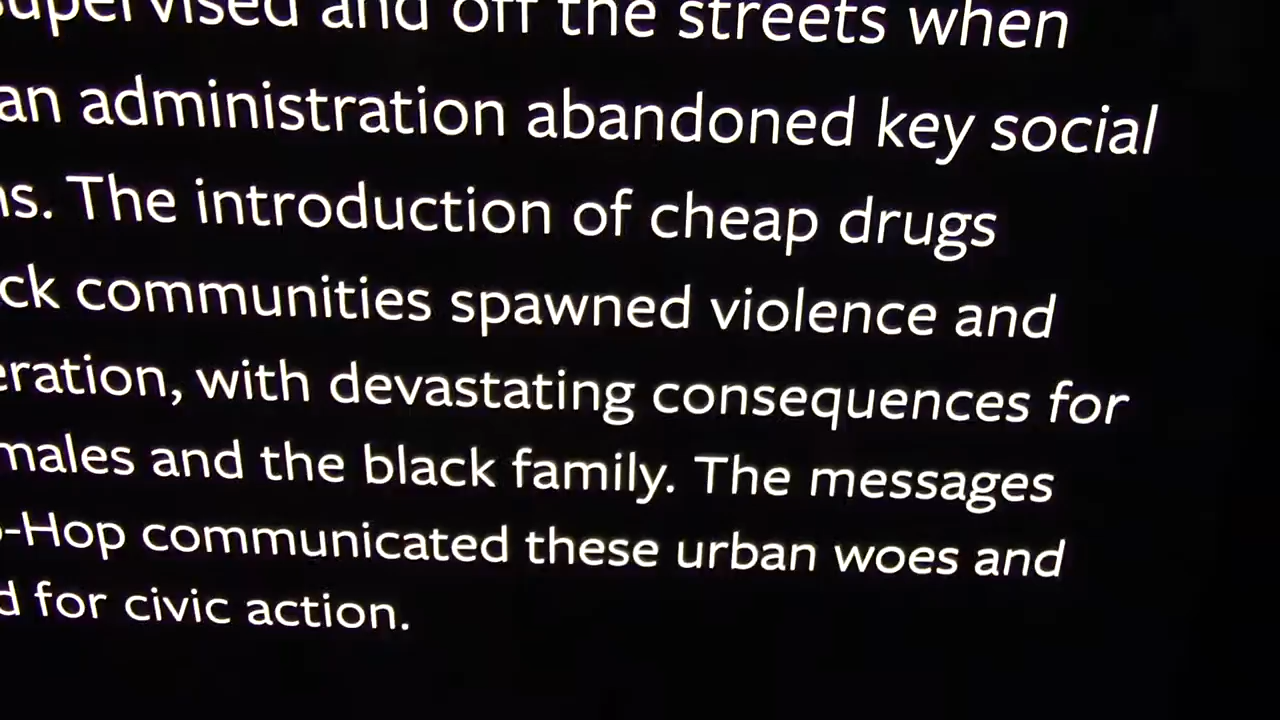 supervised and off the streets when
an administration abandoned key social
ns. The introduction of cheap drugs
ck communities spawned violence and
eration, with devastating consequences for
males and the black family. The messages
-Hop communicated these urban woes and
d for civic action.